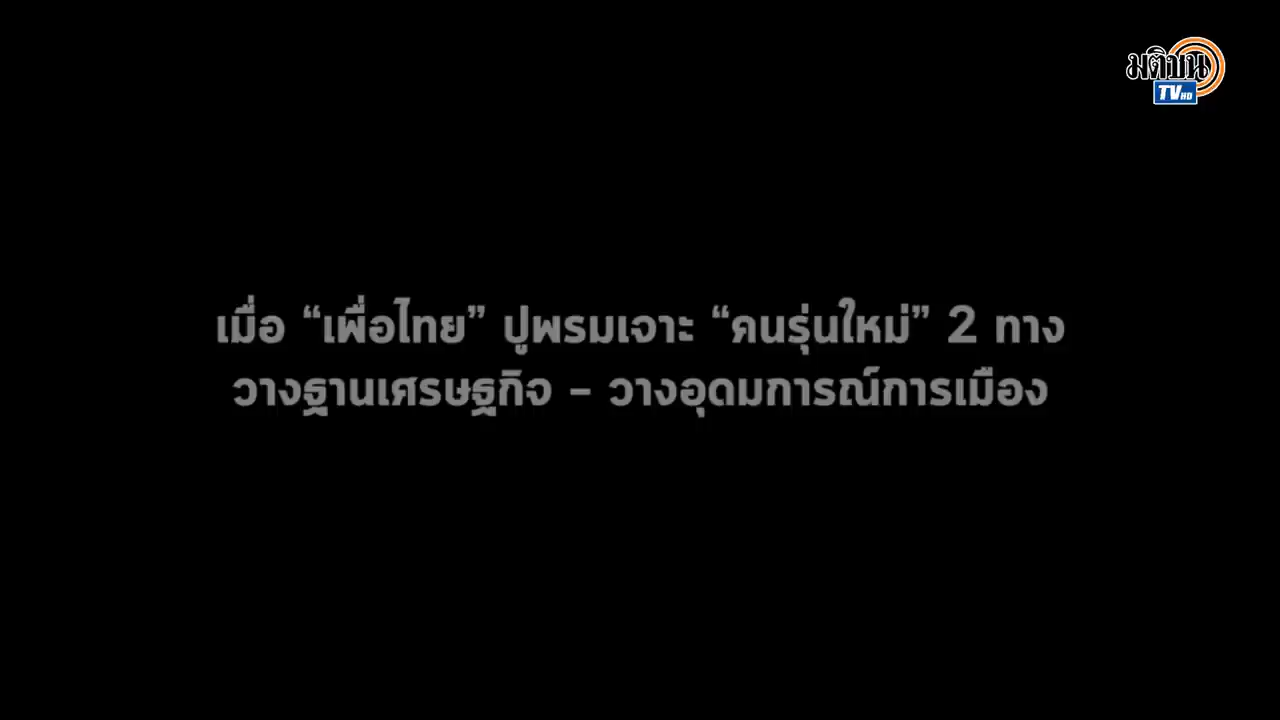 มติชน
TV HD
เมื่อ “เพื่อไทย” ปูพรมเจาะ “คนรุ่นใหม่” 2 ทาง
วางฐานเศรษฐกิจ - วางอุดมการณ์การเมือง